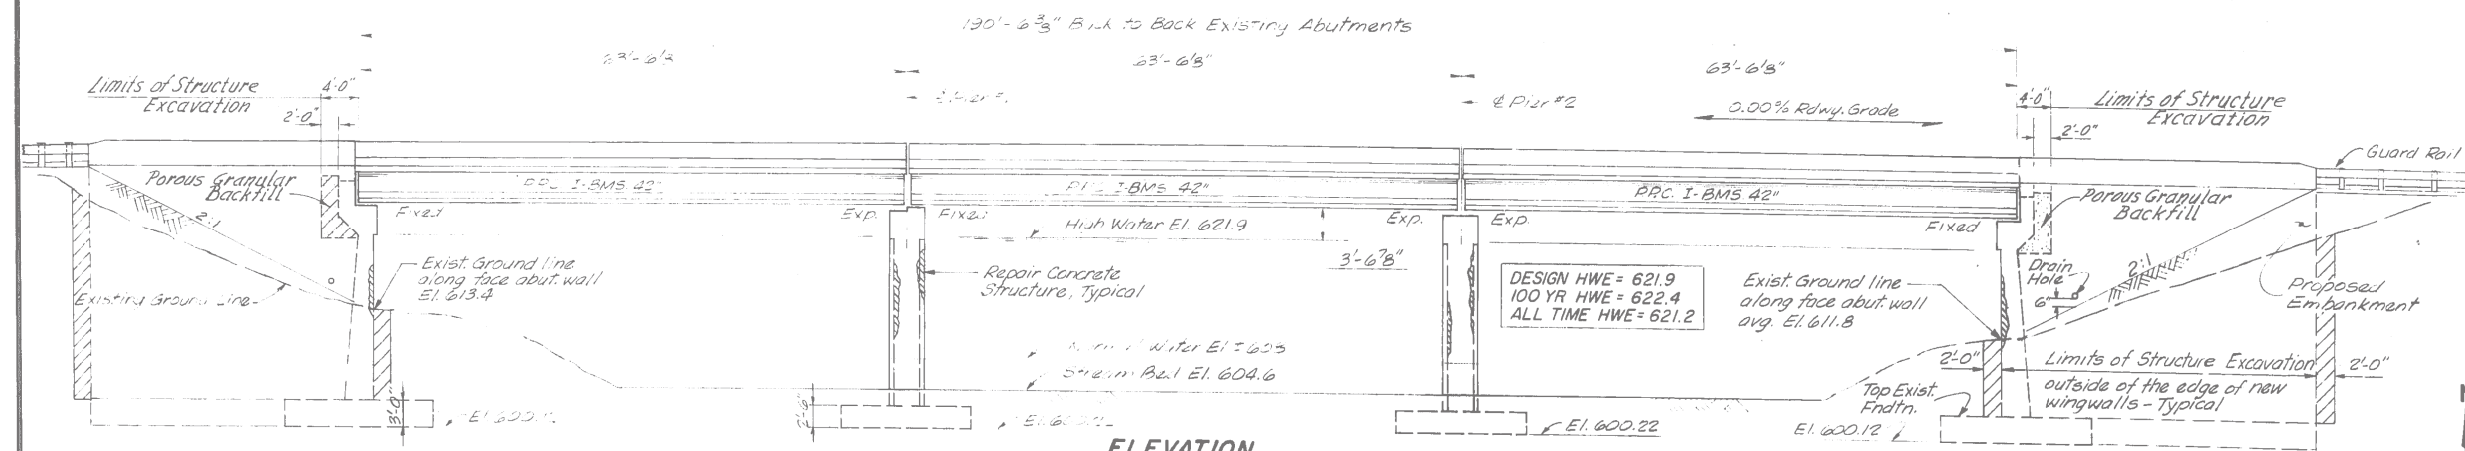 190'-6⅜" Back to Back Existing Abutments
63'-6⅛"
63'-6⅛"
Limits of Structure
Excavation
4'-0"
2'-0"
℄ Pier #2
0.00% Rdwy. Grade
4'-0"
Limits of Structure
Excavation
2'-0"
Guard Rail
Porous Granular
Backfill
2:1
P.P.C. I-BMS. 42"
P.P.C. I-BMS. 42"
P.P.C. I-BMS. 42"
Porous Granular
Backfill
Fixed
Exp.
Fixed
High Water El. 621.9
Exp.
Exp.
Fixed
3'-6⅞"
Exist. Ground line
along face abut. wall
El. 613.4
Existing Ground Line
Repair Concrete
Structure, Typical
DESIGN HWE = 621.9
100 YR HWE = 622.4
ALL TIME HWE = 621.2
Exist. Ground line
along face abut. wall
avg. El. 611.8
Drain
Hole
6"
2:1
Proposed
Embankment
Water El.
Stream Bed El. 604.6
2'-0"
Limits of Structure Excavation
outside of the edge of new
wingwalls - Typical
2'-0"
Top Exist.
Fndtn.
3'-0"
2'-6"
El. 600.22
El. 600.12
ELEVATION